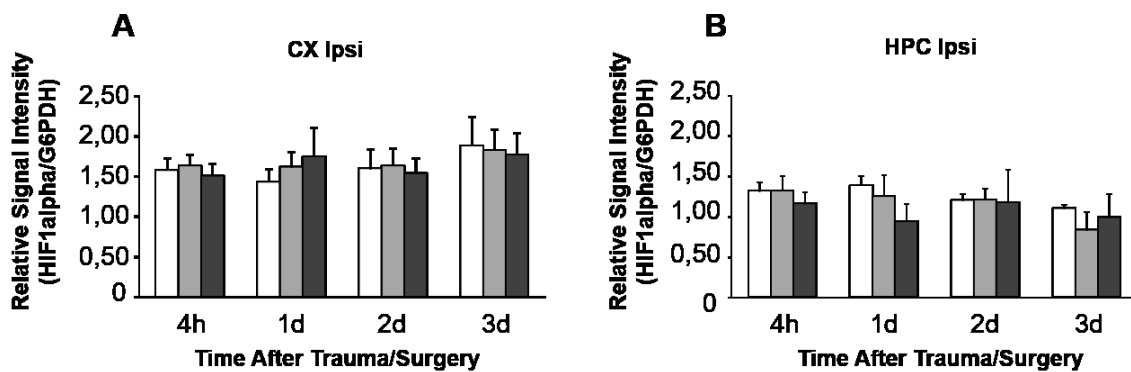 A
CX Ipsi
Relative Signal Intensity
(HIF1alpha/G6PDH)
2,50
2,00
1,50
1,00
0,50
0
4h 1d 2d 3d
Time After Trauma/Surgery
B
HPC Ipsi
Relative Signal Intensity
(HIF1alpha/G6PDH)
2,50
2,00
1,50
1,00
0,50
0
4h 1d 2d 3d
Time After Trauma/Surgery